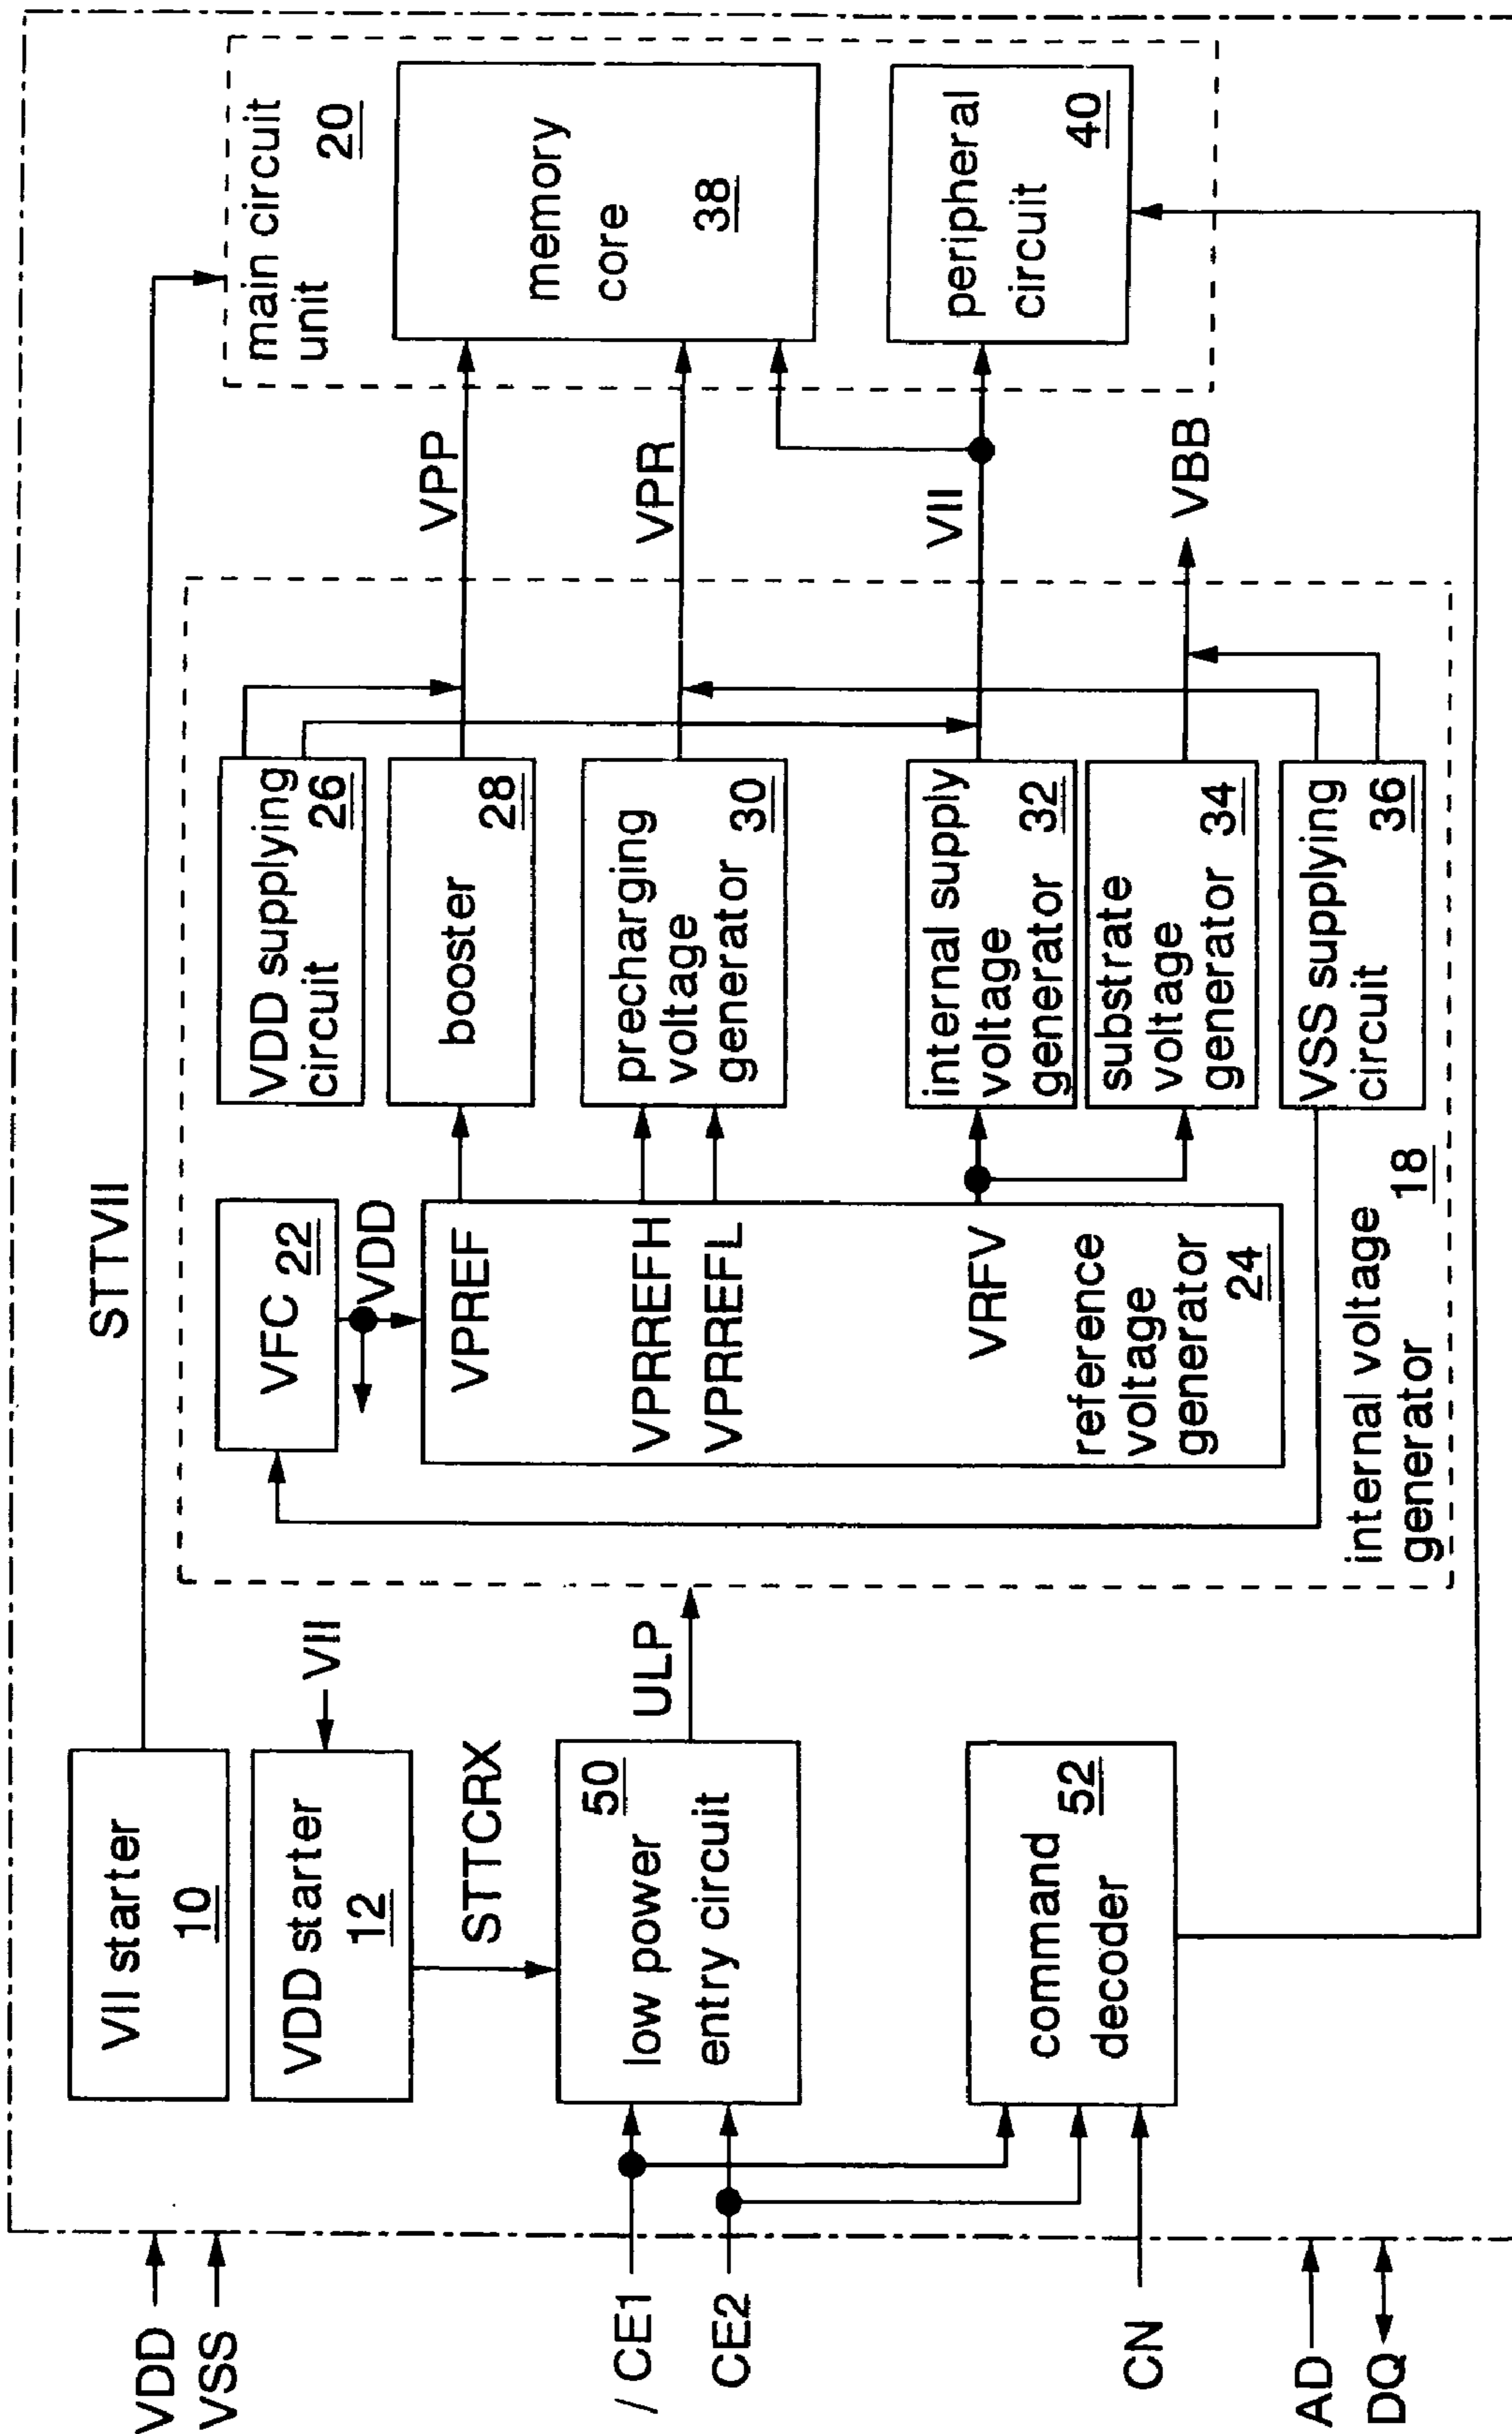 VDD
VSS
/ CE1
CE2
CN
AD
DQ
VII starter
10
VDD starter
12
VII
STTCRX
low power
50
entry circuit
ULP
command
52
decoder
STTVII
VFC 22
VDD
VPREF
VPRREFH
VPRREFL
VRFV
reference
voltage
generator
24
internal voltage
generator
18
VDD supplying
circuit
26
booster
28
precharging
voltage
generator
30
internal supply
voltage
generator
32
substrate
voltage
generator
34
VSS supplying
circuit
36
VPP
VPR
VII
VBB
main circuit
unit
20
memory
core
38
peripheral
circuit
40